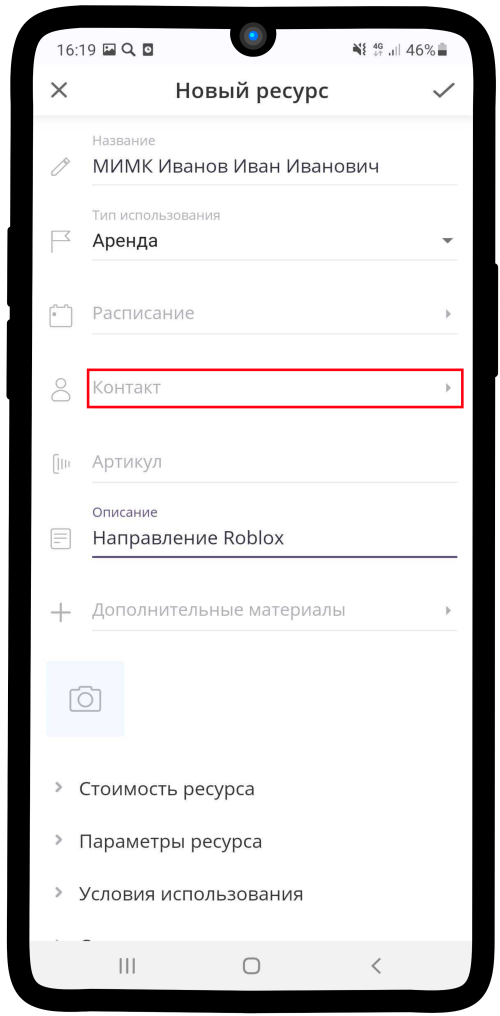 16:19 4G 46%
Новый ресурс
Название
МИМК Иванов Иван Иванович
Тип использования
Аренда
Расписание
Контакт
Артикул
Описание
Направление Roblox
Дополнительные материалы
Стоимость ресурса
Параметры ресурса
Условия использования